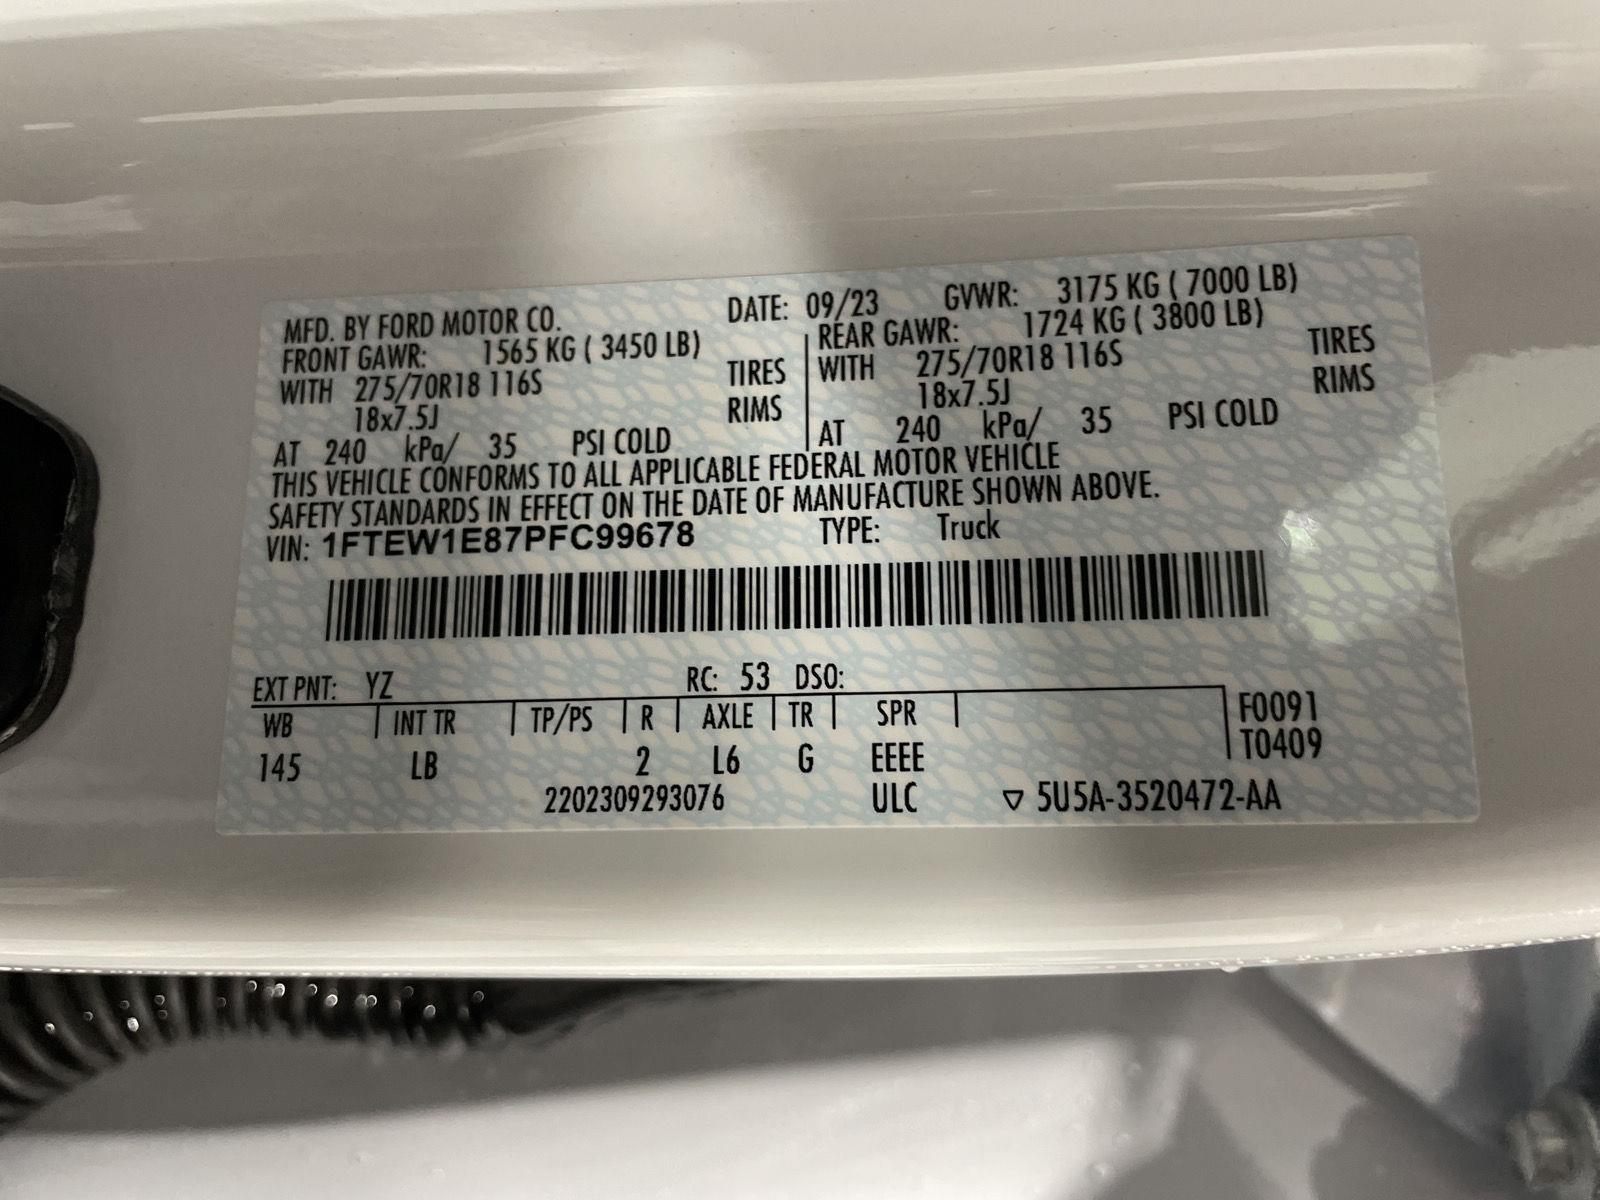 MFD. BY FORD MOTOR CO. DATE: 09/23 GVWR: 3175 KG ( 7000 LB)
FRONT GAWR: 1565 KG ( 3450 LB) REAR GAWR: 1724 KG ( 3800 LB)
WITH 275/70R18 116S TIRES WITH 275/70R18 116S TIRES
18x7.5J RIMS 18x7.5J RIMS
AT 240 kPa/ 35 PSI COLD AT 240 kPa/ 35 PSI COLD
THIS VEHICLE CONFORMS TO ALL APPLICABLE FEDERAL MOTOR VEHICLE
SAFETY STANDARDS IN EFFECT ON THE DATE OF MANUFACTURE SHOWN ABOVE.
VIN: 1FTEW1E87PFC99678 TYPE: Truck
EXT PNT: YZ RC: 53 DSO:
WB INT TR TP/PS R AXLE TR SPR F0091
T0409
145 LB 2 L6 G EEEE
2202309293076 ULC ▽ 5U5A-3520472-AA